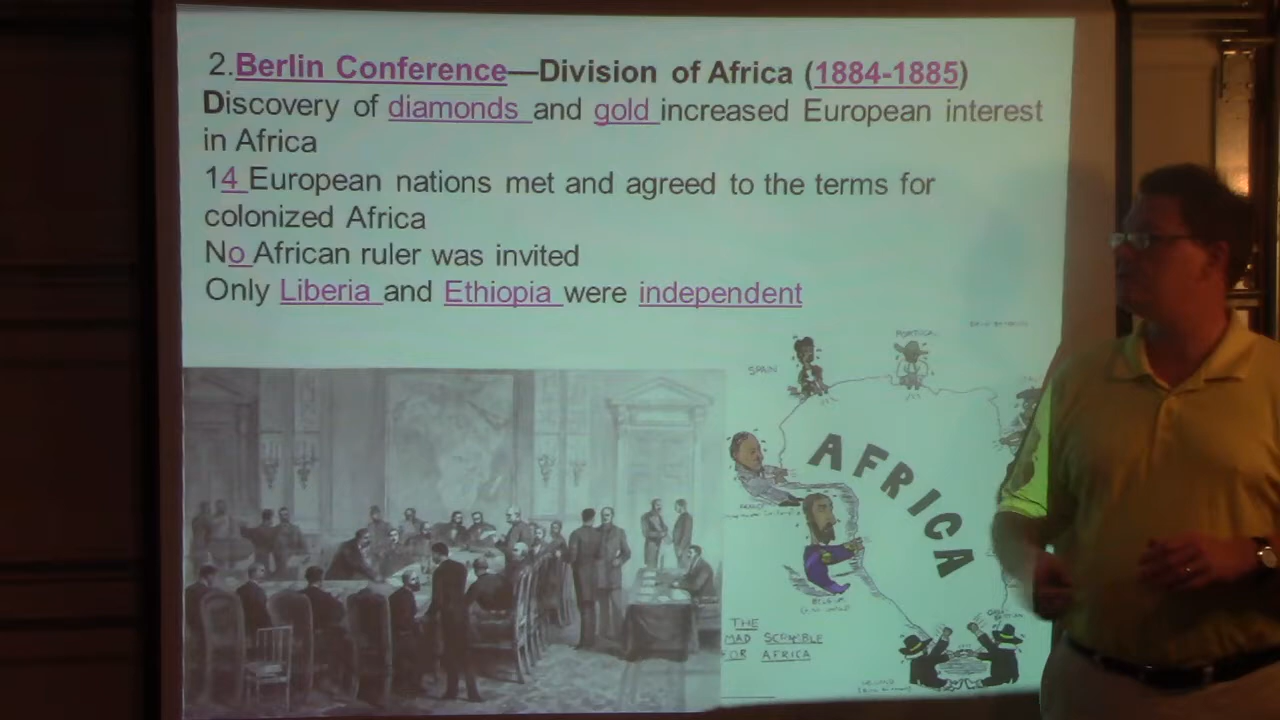 2.Berlin Conference—Division of Africa (1884-1885)
Discovery of diamonds and gold increased European interest
in Africa
14 European nations met and agreed to the terms for
colonized Africa
No African ruler was invited
Only Liberia and Ethiopia were independent
PORTUGAL
SPAIN
AFRICA
BELGIUM
THE
MAD SCRAMBLE
FOR AFRICA